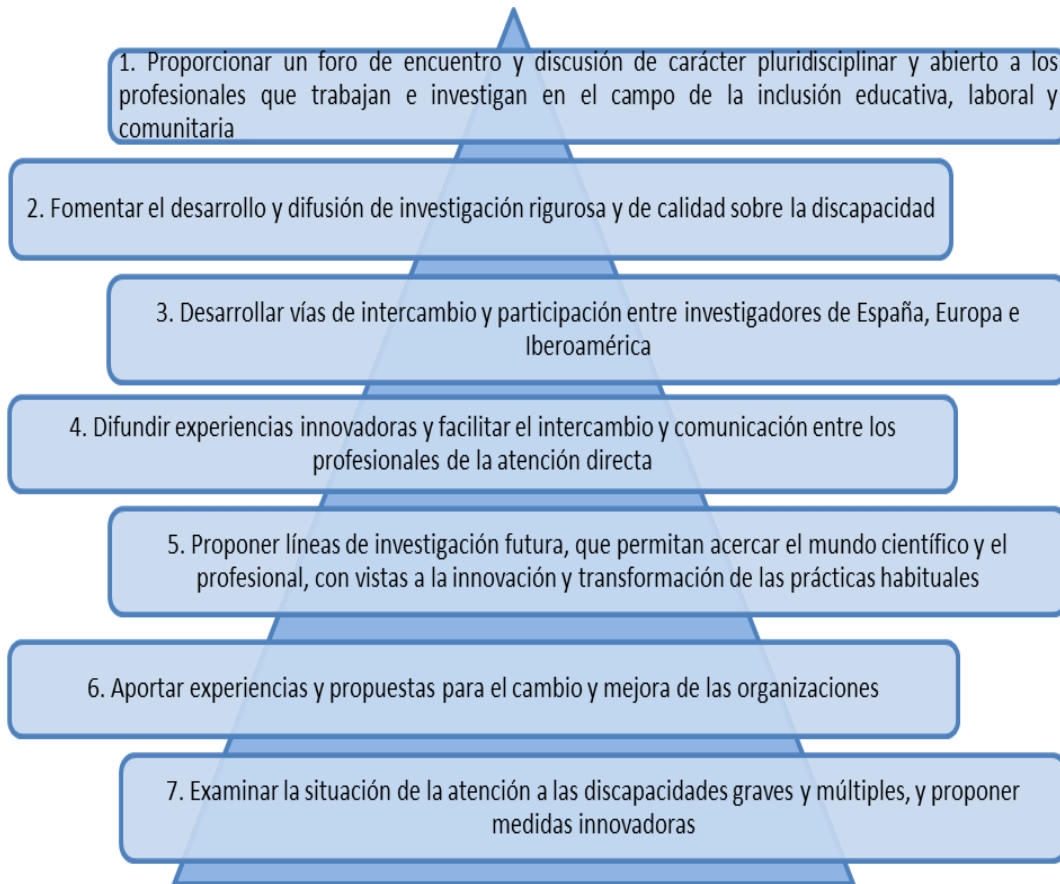 1. Proporcionar un foro de encuentro y discusión de carácter pluridisciplinar y abierto a los
profesionales que trabajan e investigan en el campo de la inclusión educativa, laboral y
comunitaria
2. Fomentar el desarrollo y difusión de investigación rigurosa y de calidad sobre la discapacidad
3. Desarrollar vías de intercambio y participación entre investigadores de España, Europa e
Iberoamérica
4. Difundir experiencias innovadoras y facilitar el intercambio y comunicación entre los
profesionales de la atención directa
5. Proponer líneas de investigación futura, que permitan acercar el mundo científico y el
profesional, con vistas a la innovación y transformación de las prácticas habituales
6. Aportar experiencias y propuestas para el cambio y mejora de las organizaciones
7. Examinar la situación de la atención a las discapacidades graves y múltiples, y proponer
medidas innovadoras